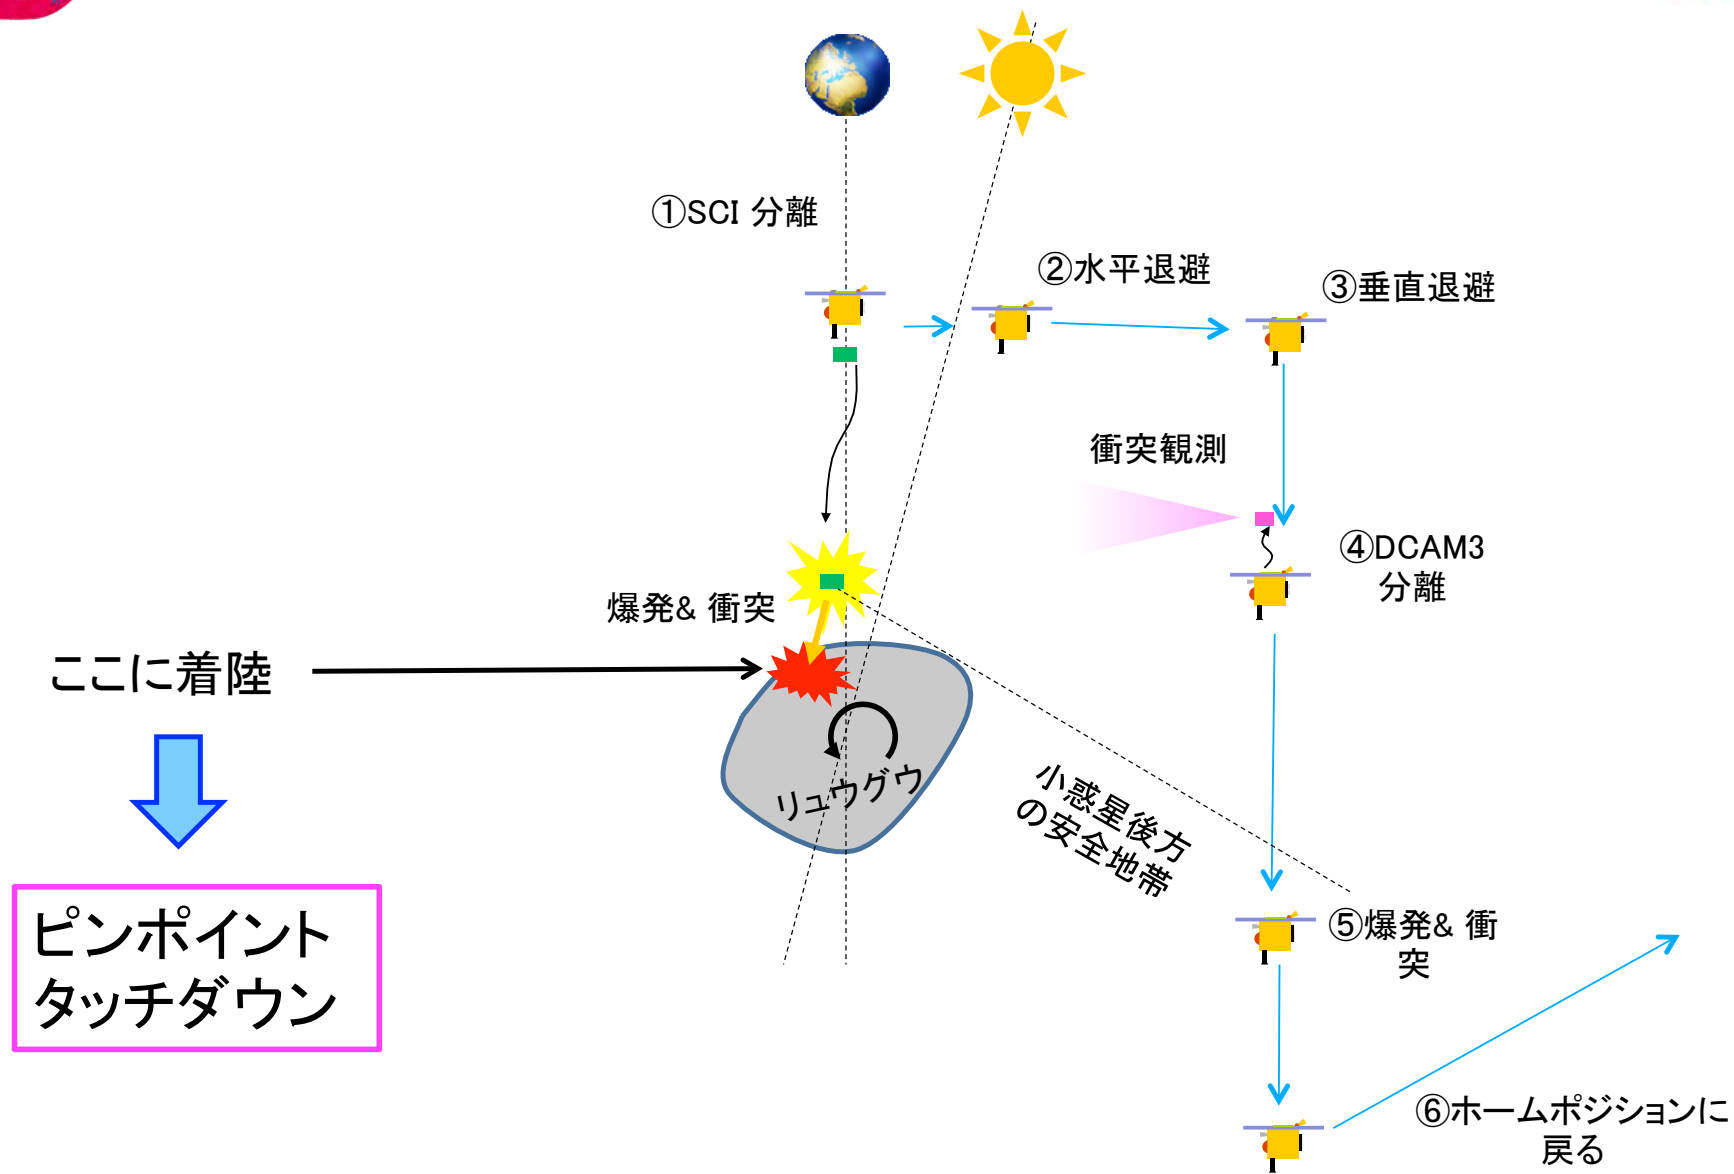 ①SCI 分離
②水平退避
③垂直退避
衝突観測
④DCAM3
分離
爆発& 衝突
ここに着陸
リュウグウ
小惑星後方
の安全地帯
ピンポイント
タッチダウン
⑤爆発& 衝
突
⑥ホームポジションに
戻る